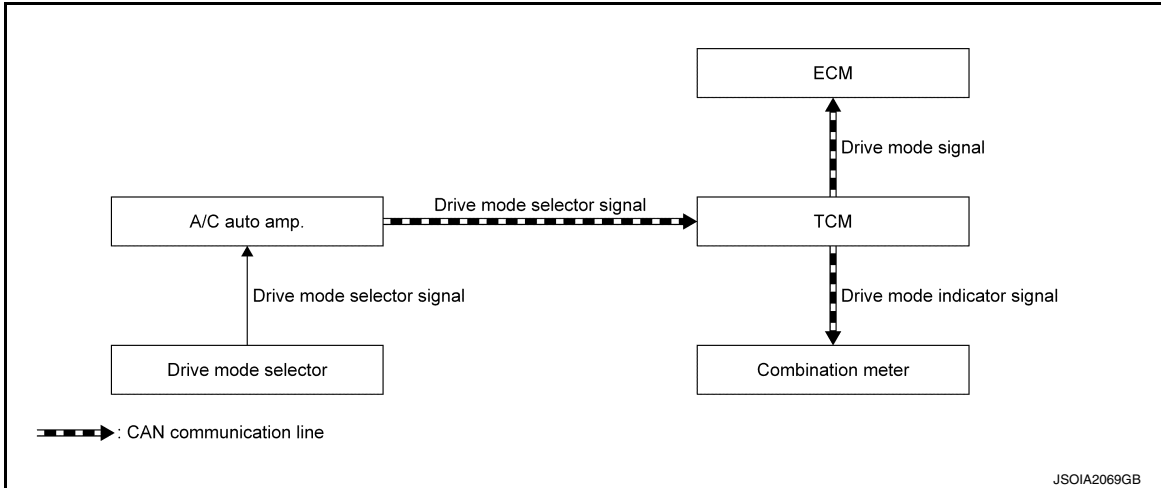 ECM
Drive mode signal
Drive mode selector signal
A/C auto amp.
TCM
Drive mode selector signal
Drive mode indicator signal
Drive mode selector
Combination meter
: CAN communication line
JSOIA2069GB